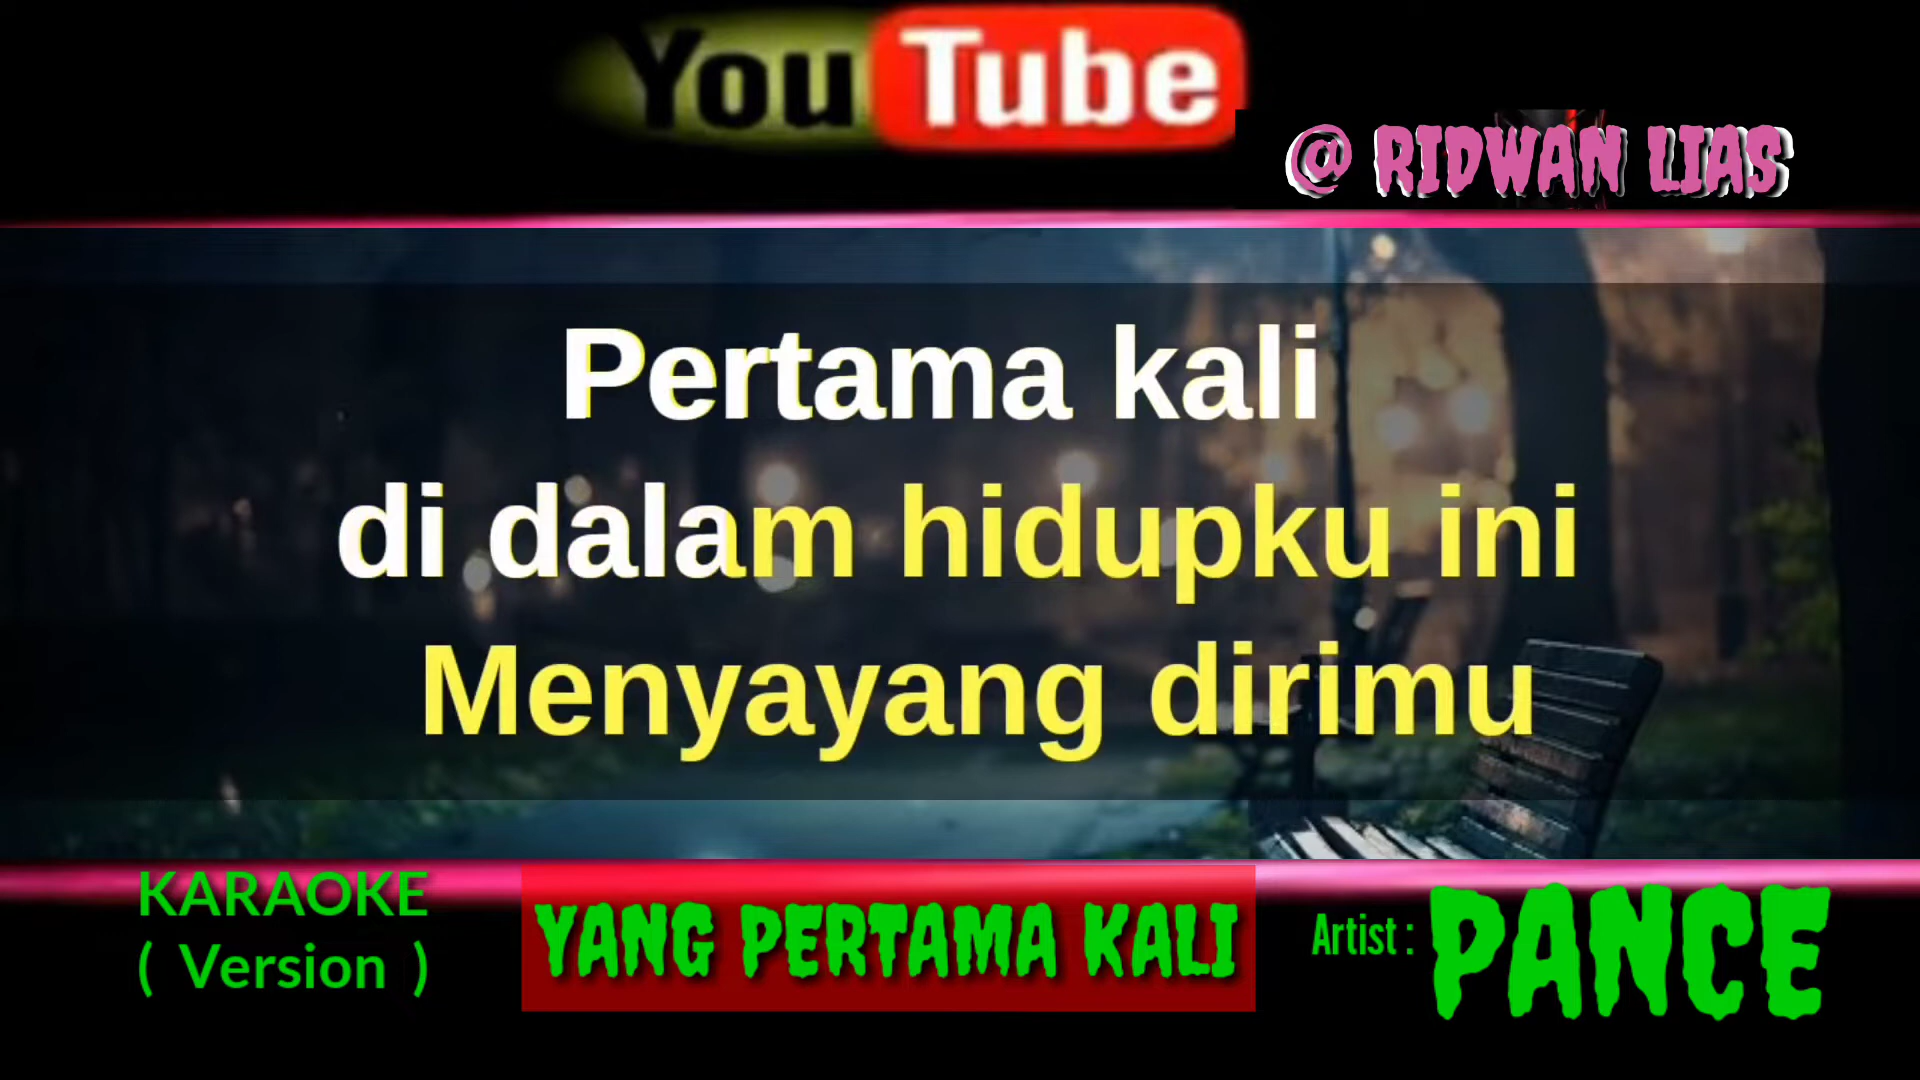 YouTube
@ RIDWAN LIAS
Pertama kali
di dalam hidupku ini
Menyayang dirimu
KARAOKE
( Version )
YANG PERTAMA KALI
Artist : PANCE